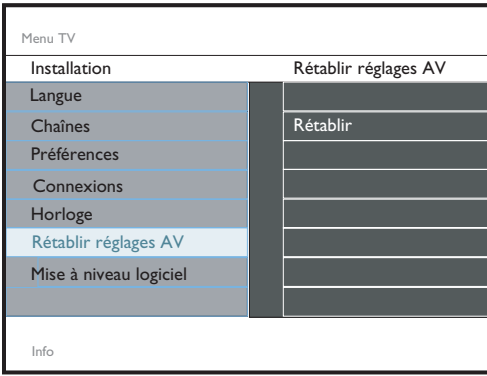 Menu TV
Installation Rétablir réglages AV
Langue
Chaînes Rétablir
Préférences
Connexions
Horloge
Rétablir réglages AV
Mise à niveau logiciel
Info